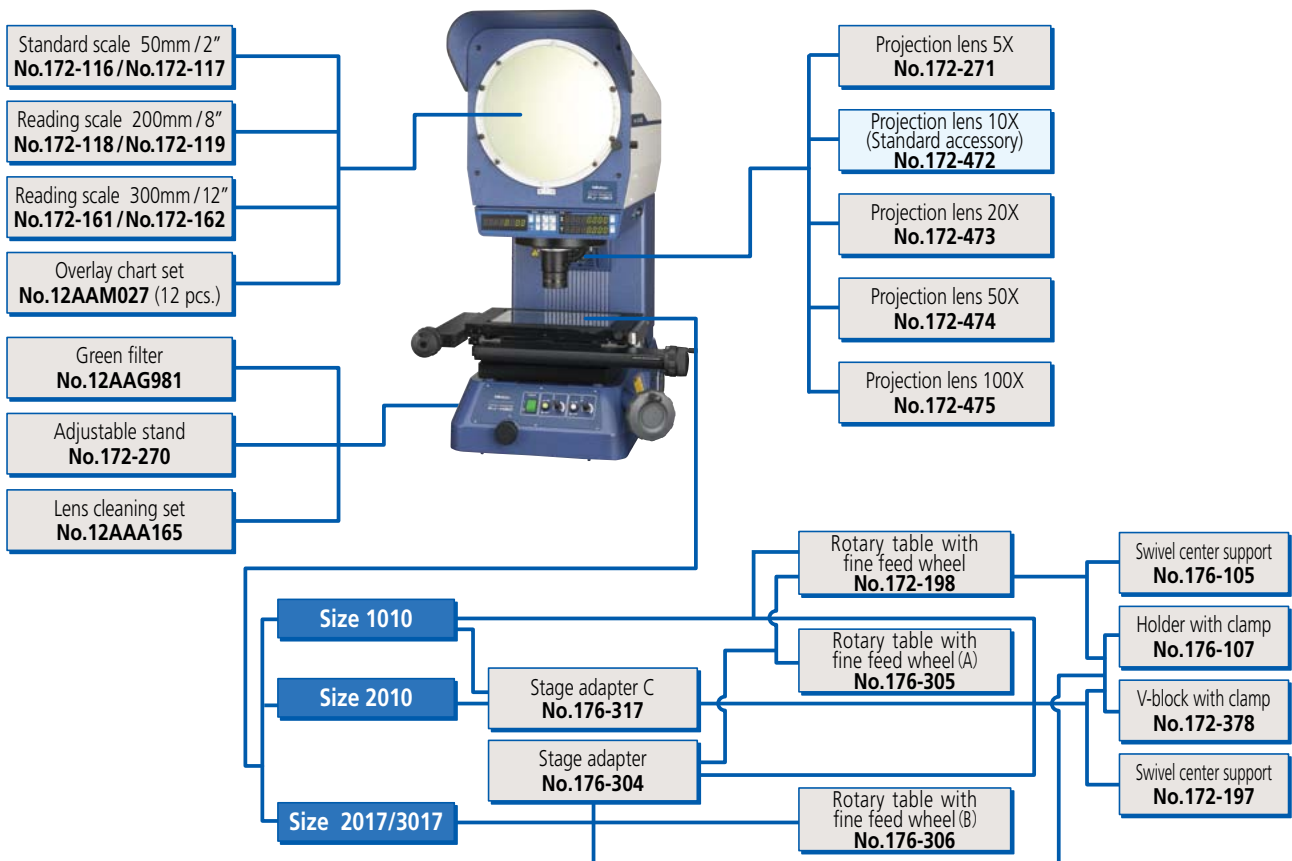 Standard scale 50mm/2"
No.172-116/No.172-117
Reading scale 200mm/8"
No.172-118/No.172-119
Reading scale 300mm/12"
No.172-161/No.172-162
Overlay chart set
No.12AAM027 (12 pcs.)
Green filter
No.12AAG981
Adjustable stand
No.172-270
Lens cleaning set
No.12AAA165
Projection lens 5X
No.172-271
Projection lens 10X
(Standard accessory)
No.172-472
Projection lens 20X
No.172-473
Projection lens 50X
No.172-474
Projection lens 100X
No.172-475
Size 1010
Size 2010
Size 2017/3017
Stage adapter C
No.176-317
Stage adapter
No.176-304
Rotary table with
fine feed wheel
No.172-198
Rotary table with
fine feed wheel(A)
No.176-305
Rotary table with
fine feed wheel(B)
No.176-306
Swivel center support
No.176-105
Holder with clamp
No.176-107
V-block with clamp
No.172-378
Swivel center support
No.172-197